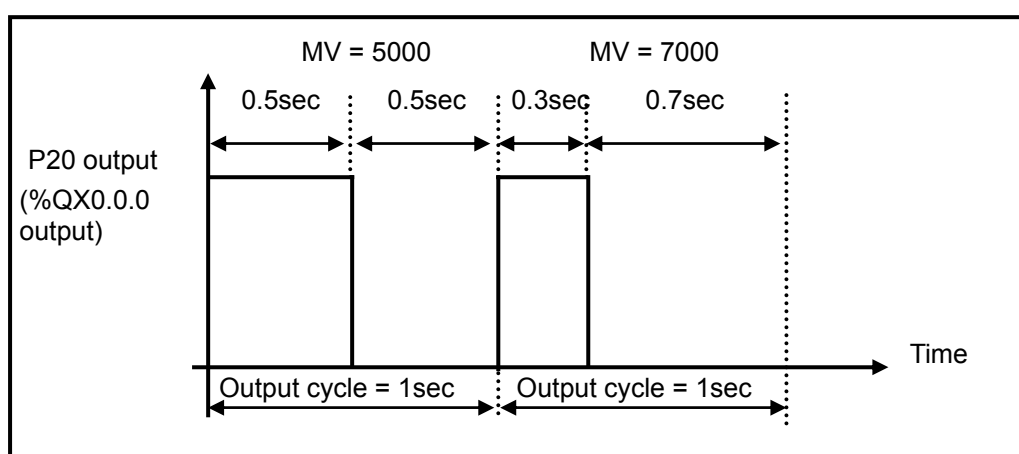 MV = 5000 MV = 7000
0.5sec 0.5sec 0.3sec 0.7sec
P20 output
(%QX0.0.0
output)
Time
Output cycle = 1sec Output cycle = 1sec